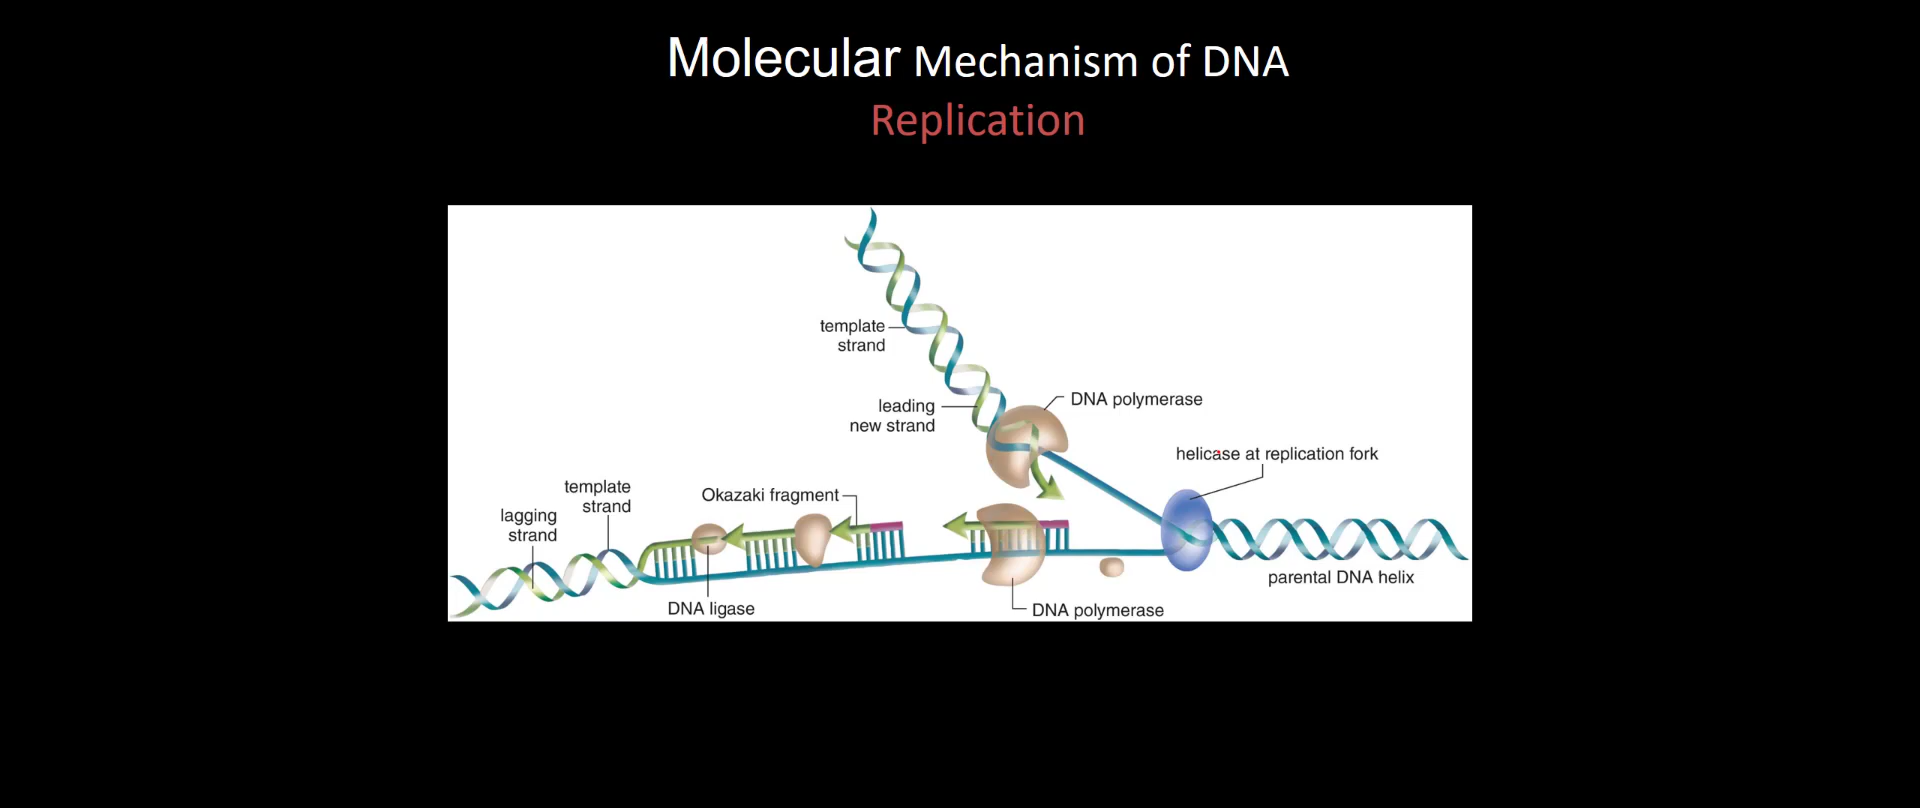 Molecular Mechanism of DNA
Replication
template
strand
leading
new strand
DNA polymerase
helicase at replication fork
template
strand
Okazaki fragment
lagging
strand
parental DNA helix
DNA ligase
DNA polymerase